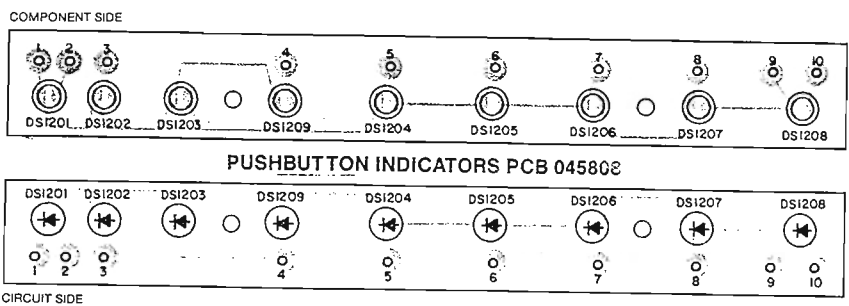 COMPONENT SIDE
1 2 3 4 5 6 7 8 9 10
DS1201 DS1202 DS1203 DS1209 DS1204 DS1205 DS1206 DS1207 DS1208
PUSHBUTTON INDICATORS PCB 045808
DS1201 DS1202 DS1203 DS1209 DS1204 DS1205 DS1206 DS1207 DS1208
1 2 3 4 5 6 7 8 9 10
CIRCUIT SIDE